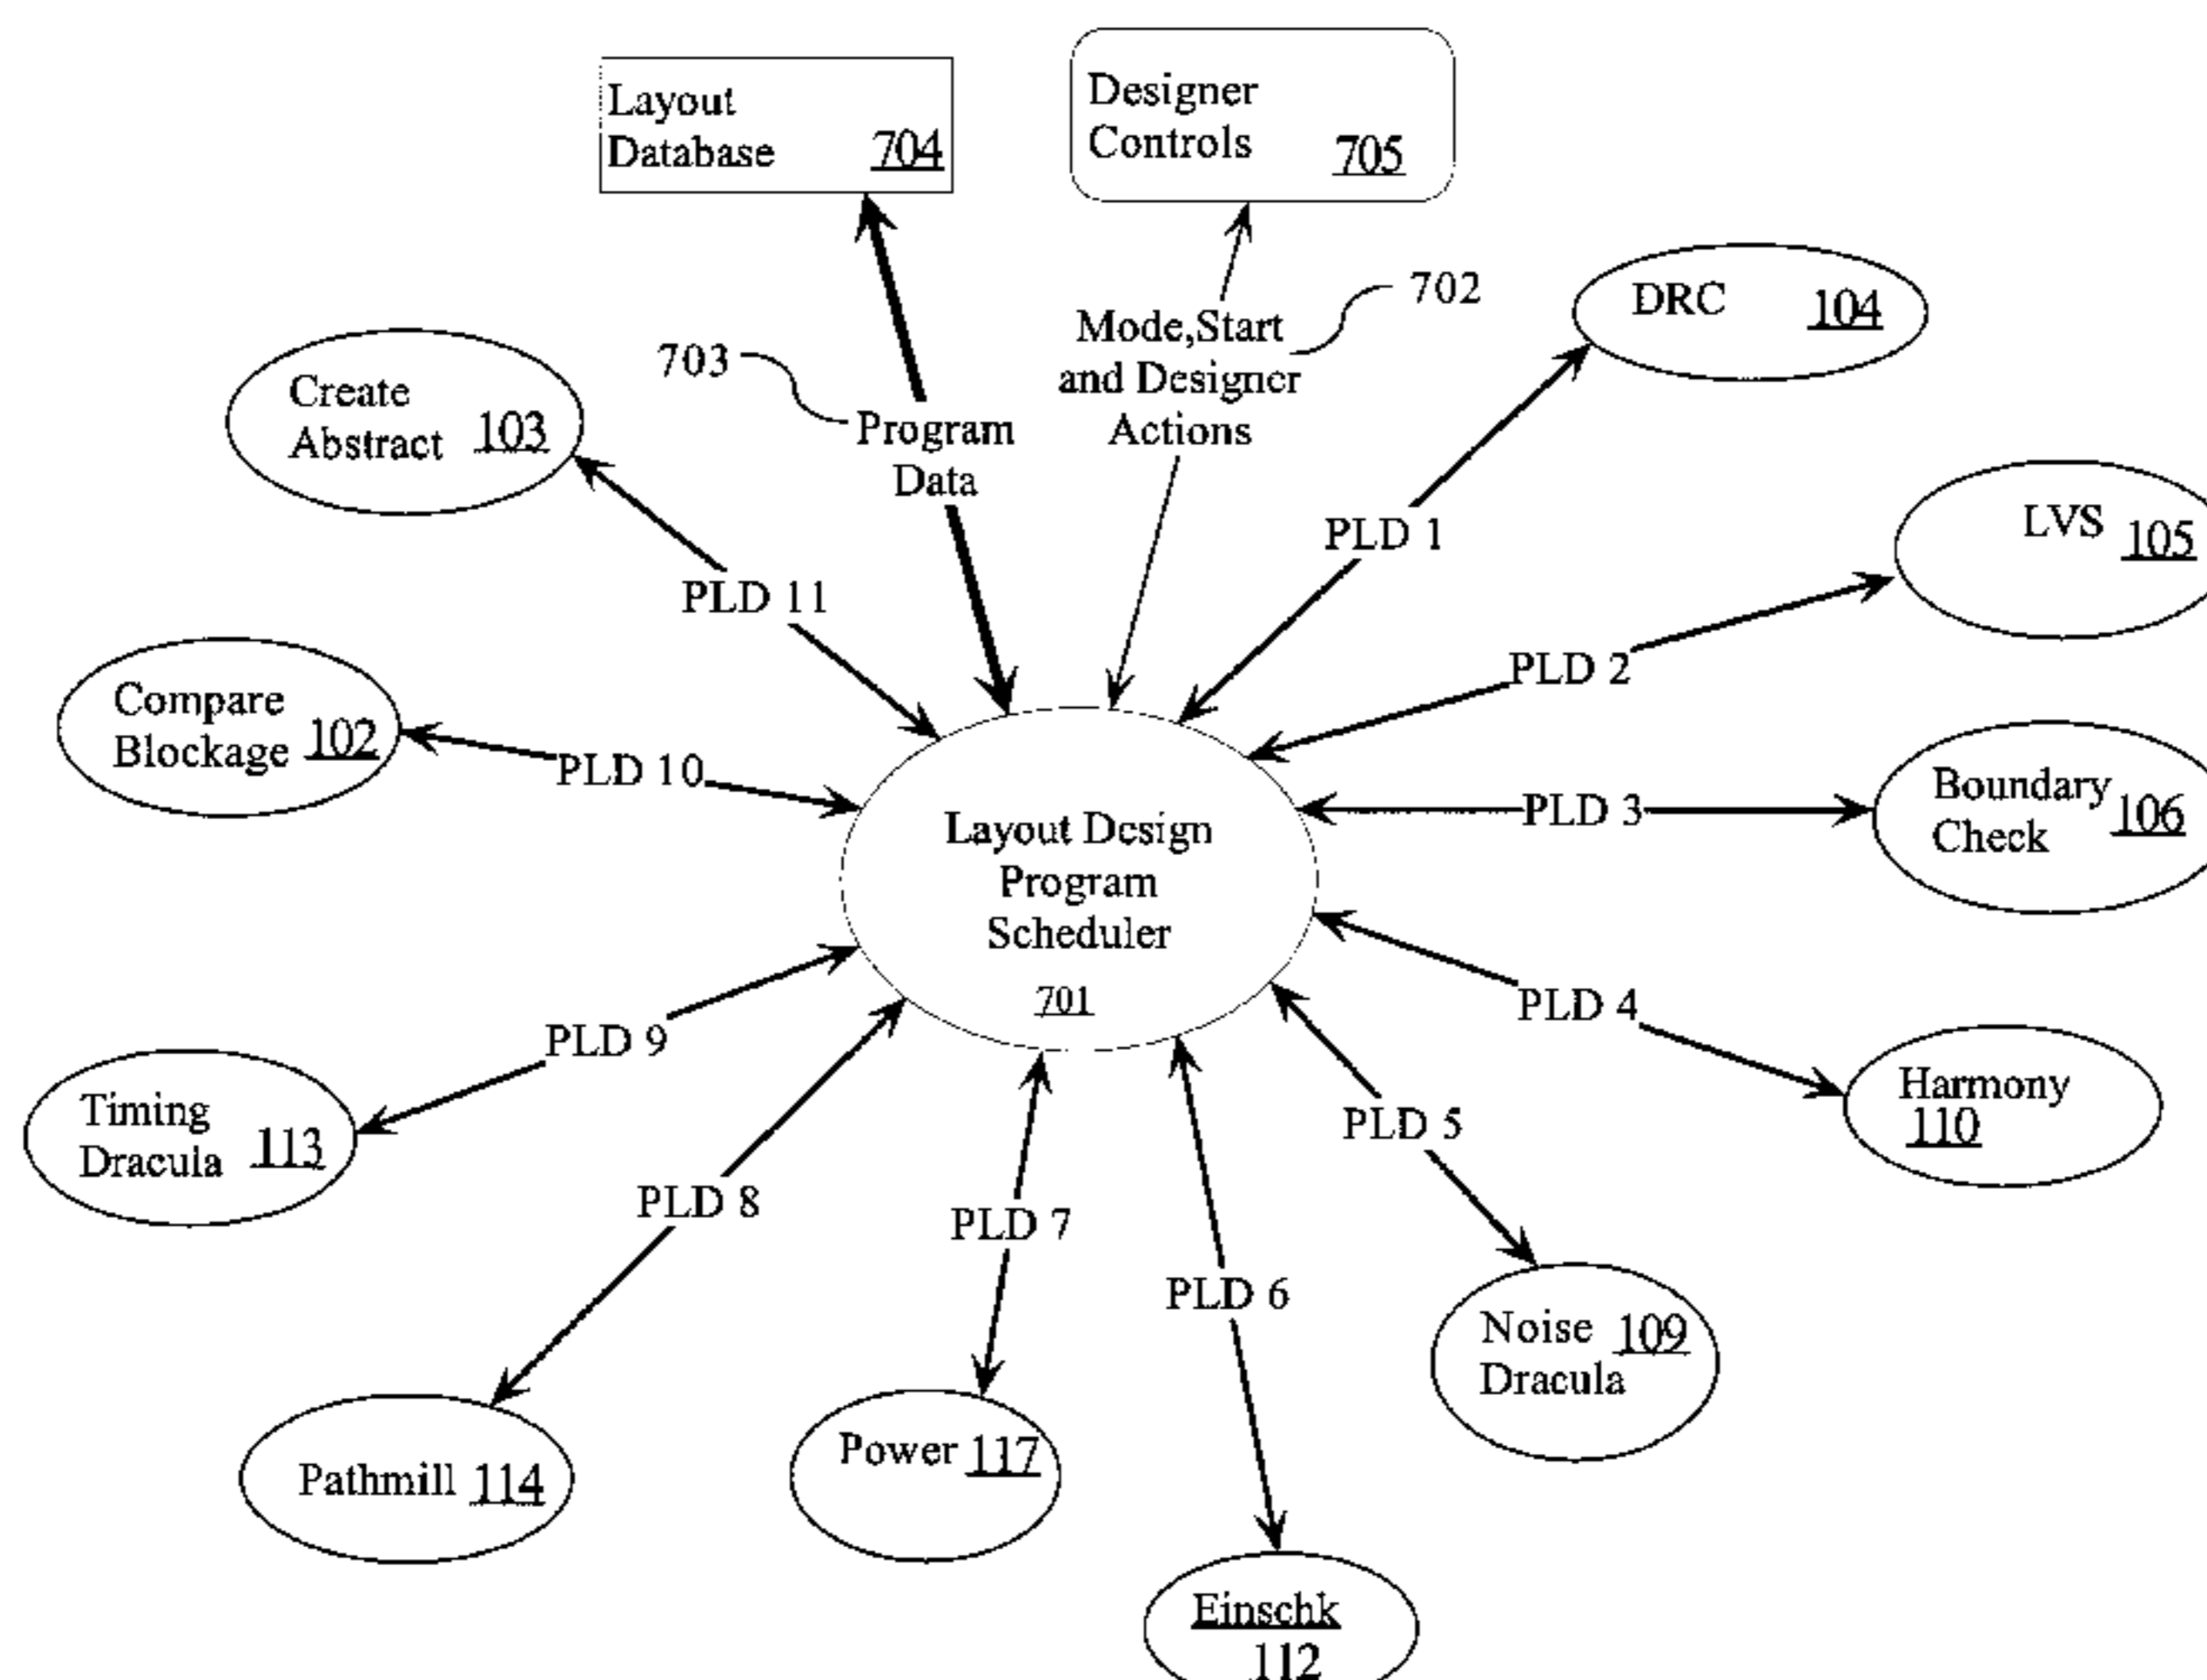 Layout
Database 704
Designer
Controls 705
702
Mode,Start
and Designer
Actions
703
Program
Data
DRC 104
Create
Abstract 103
LVS 105
PLD 1
PLD 11
PLD 2
Compare
Blockage 102
PLD 10
PLD 3
Boundary
Check 106
Layout Design
Program
Scheduler
701
PLD 4
PLD 9
Harmony
110
Timing
Dracula 113
PLD 5
PLD 8
PLD 7
PLD 6
Noise 109
Dracula
Pathmill 114
Power 117
Einschk
112